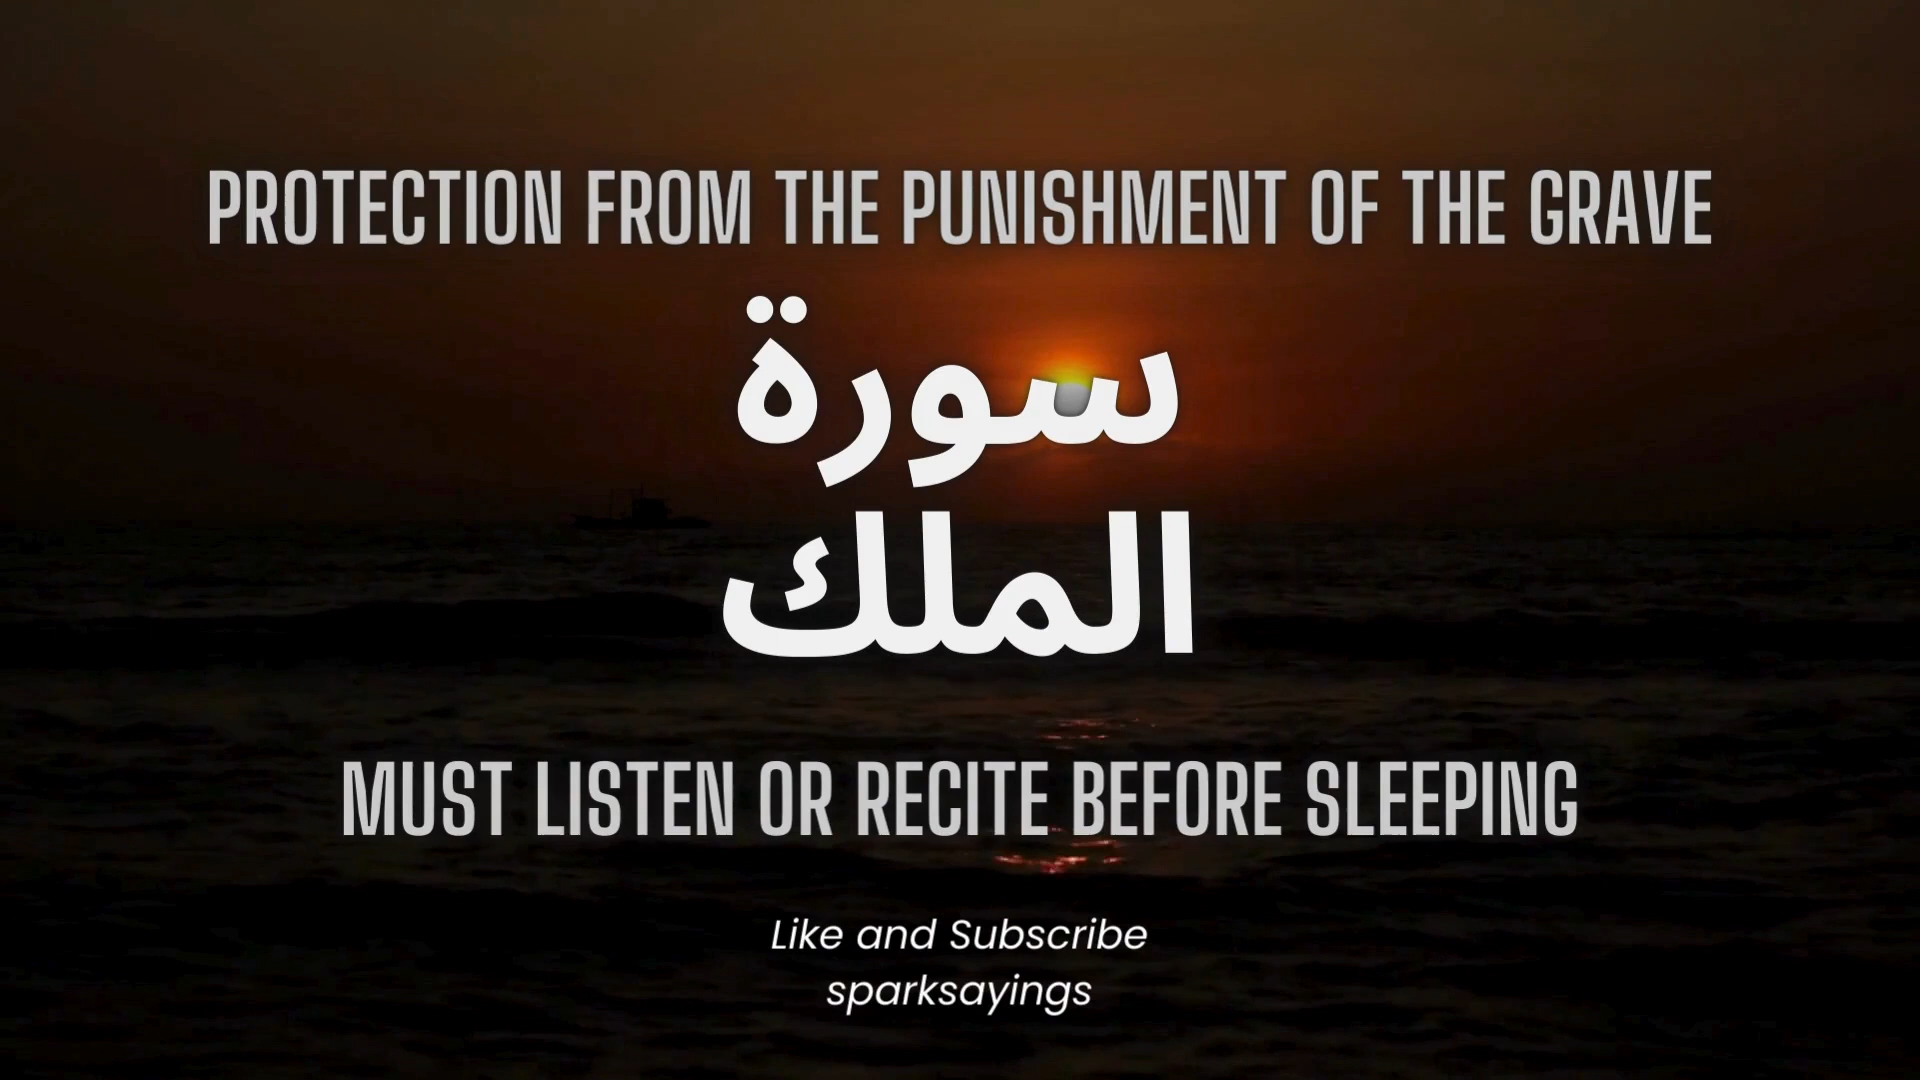 PROTECTION FROM THE PUNISHMENT OF THE GRAVE
سورة
الملك
MUST LISTEN OR RECITE BEFORE SLEEPING
Like and Subscribe
sparksayings